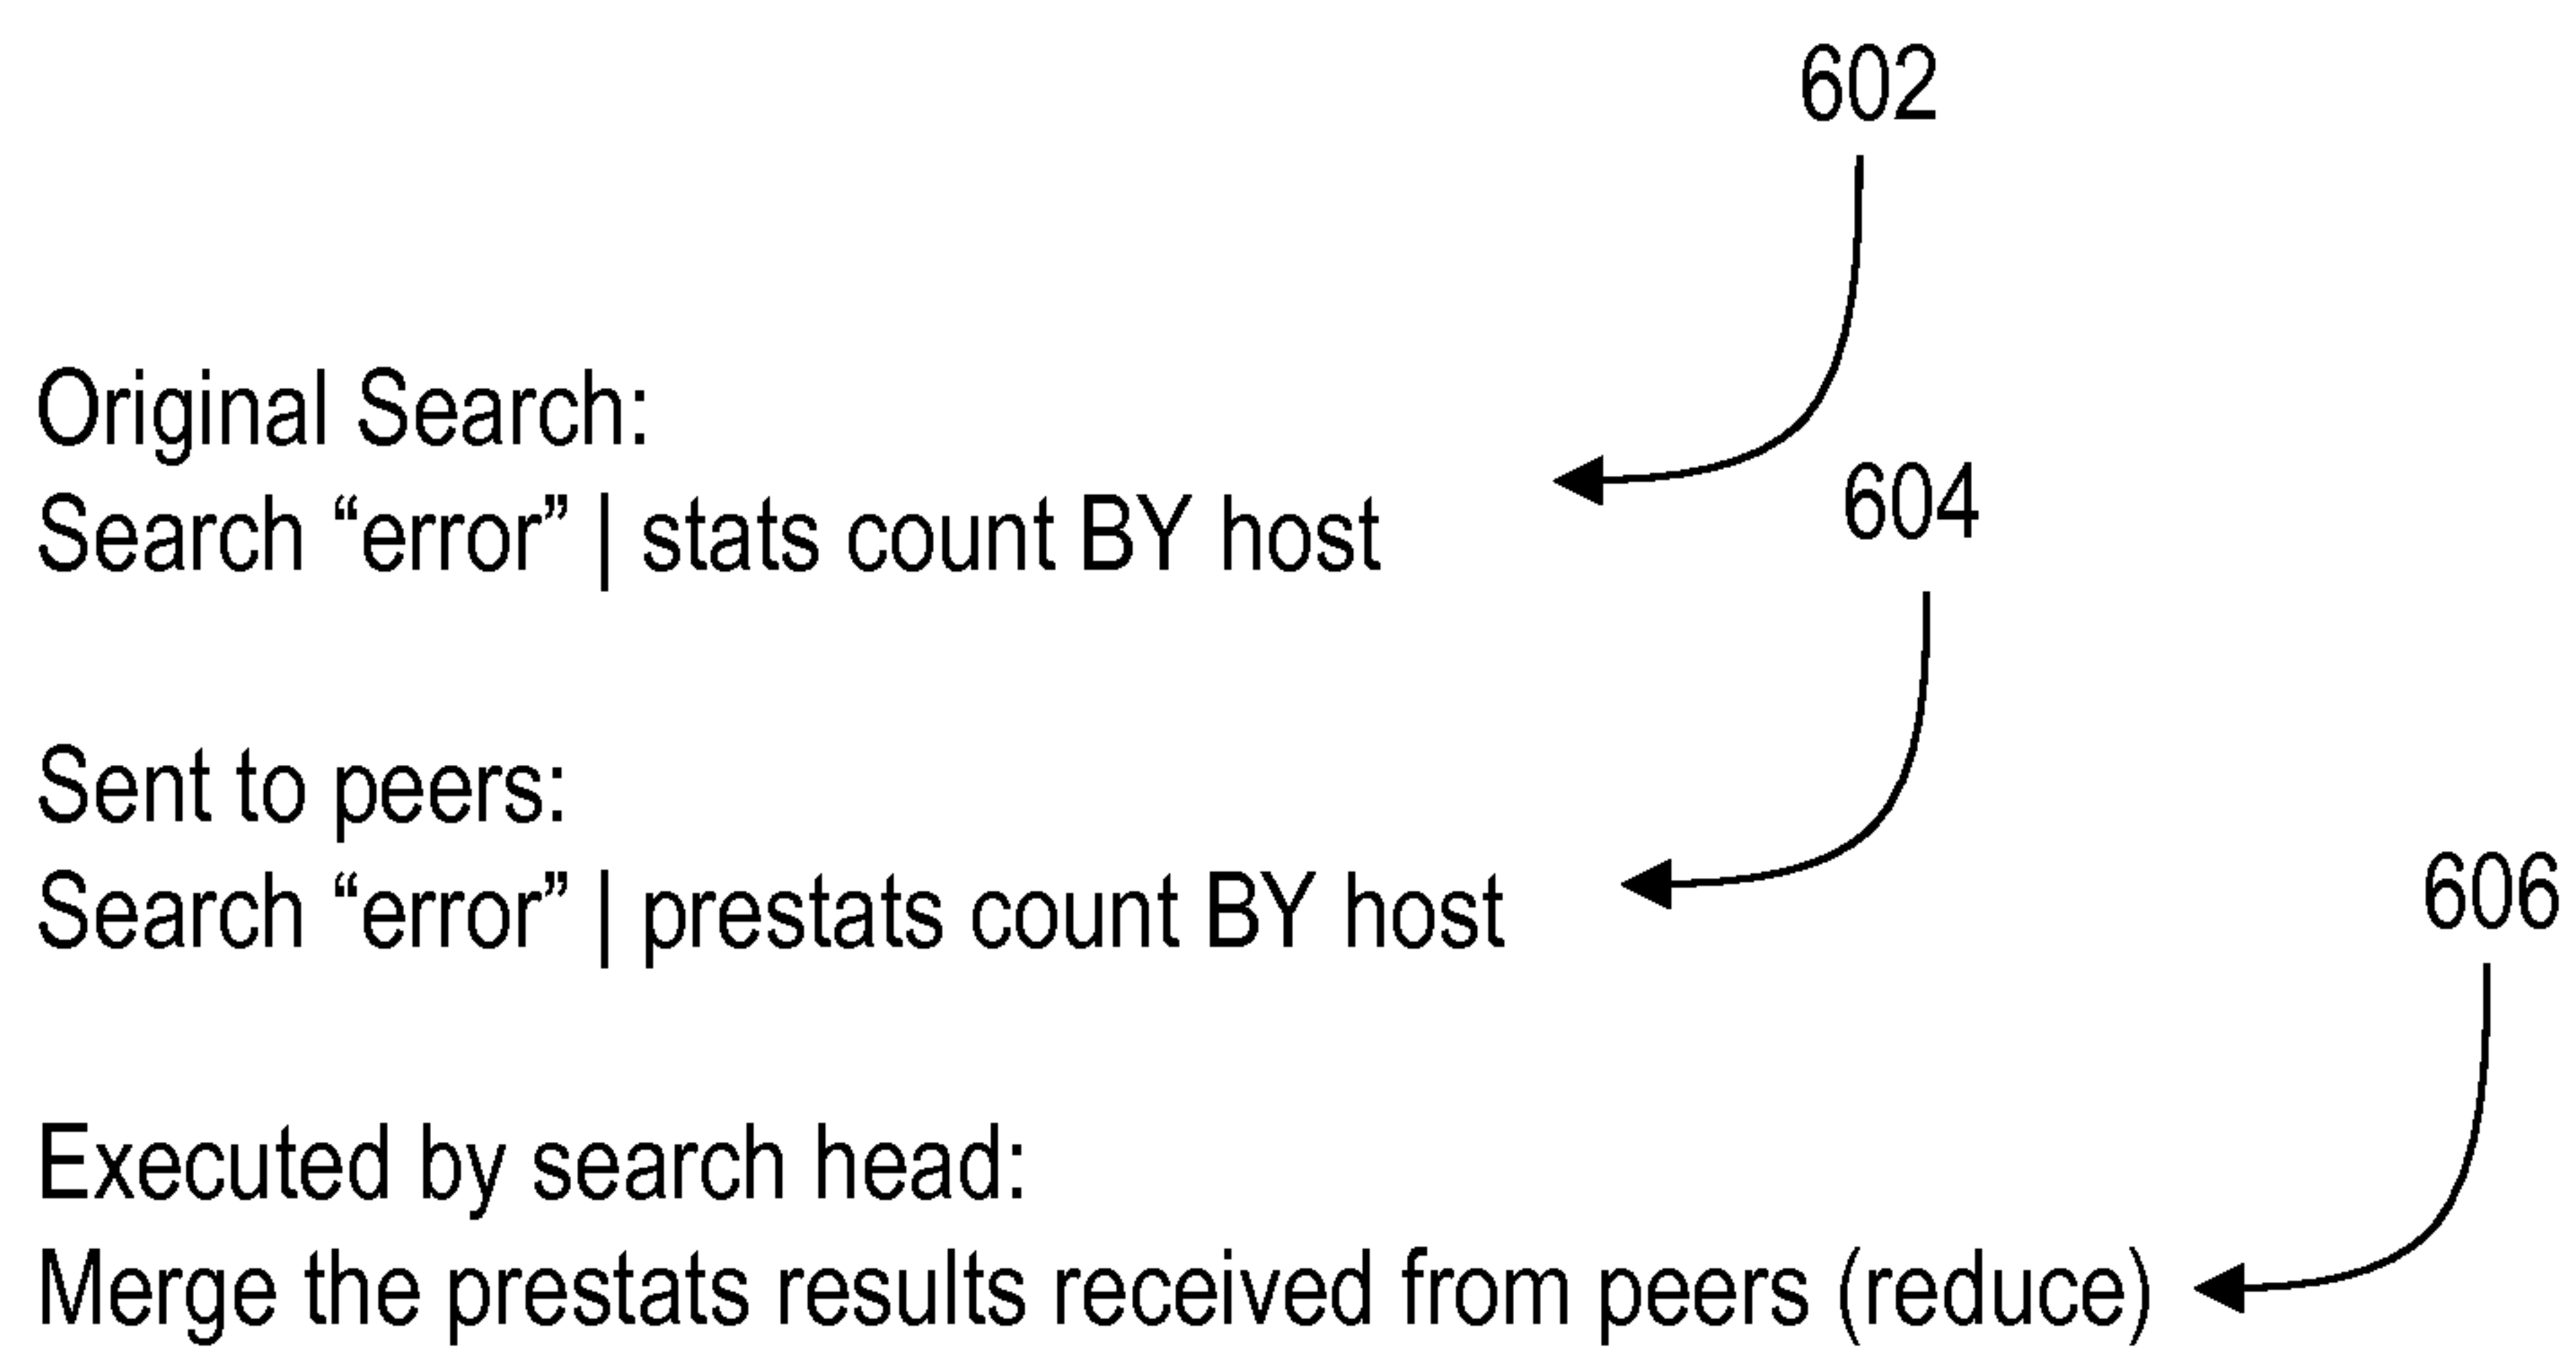 602
Original Search:
Search “error” | stats count BY host
604
Sent to peers:
Search “error” | prestats count BY host
606
Executed by search head:
Merge the prestats results received from peers (reduce)